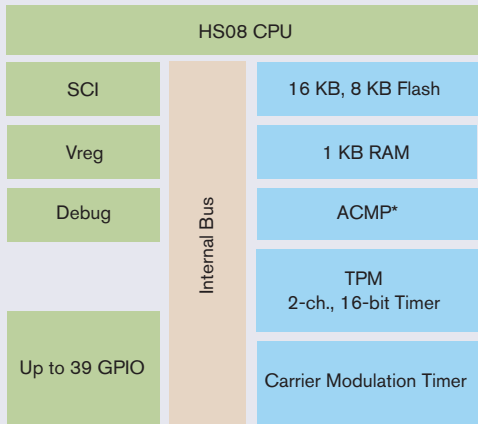 HS08 CPU
SCI
Vreg
Debug
Up to 39 GPIO
Internal Bus
16 KB, 8 KB Flash
1 KB RAM
ACMP*
TPM
2-ch., 16-bit Timer
Carrier Modulation Timer